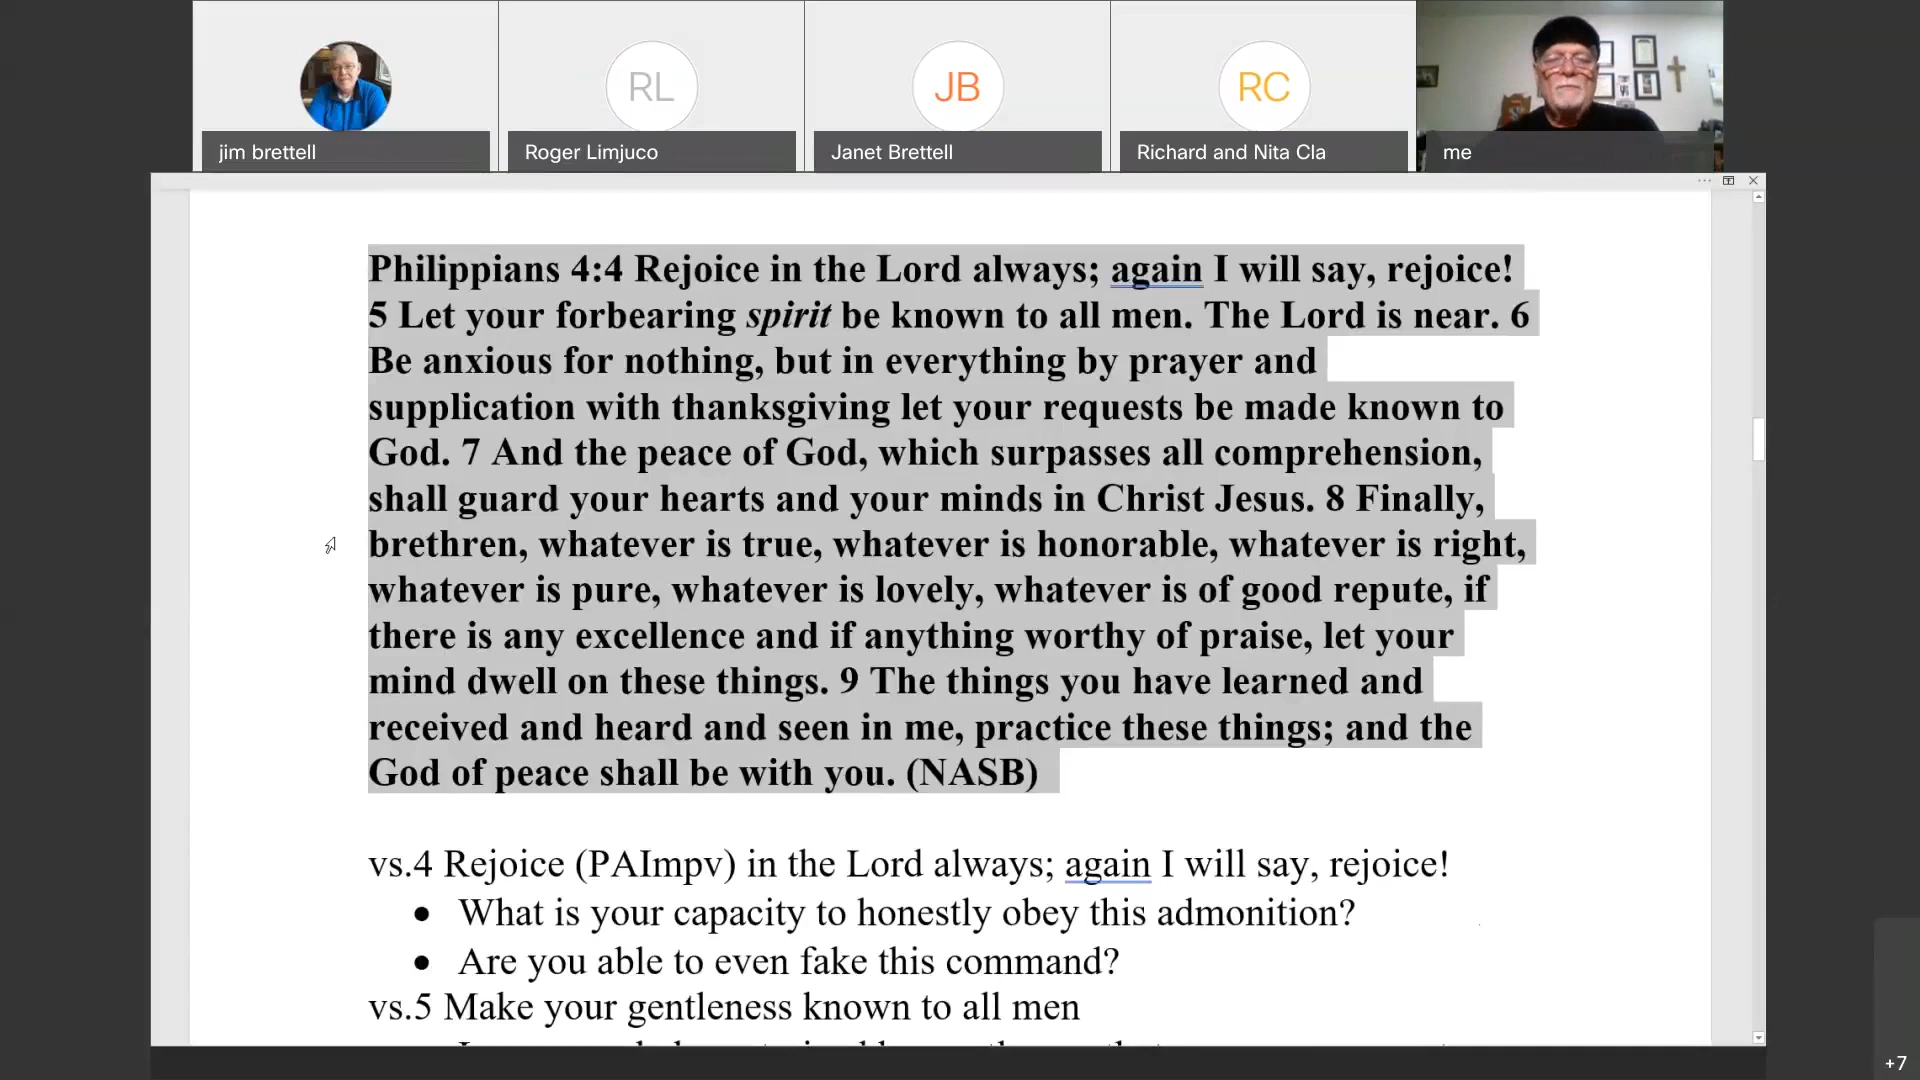 RL
JB
RC
jim brettell
Roger Limjuco
Janet Brettell
Richard and Nita Cla
me
Philippians 4:4 Rejoice in the Lord always; again I will say, rejoice!
5 Let your forbearing spirit be known to all men. The Lord is near. 6
Be anxious for nothing, but in everything by prayer and
supplication with thanksgiving let your requests be made known to
God. 7 And the peace of God, which surpasses all comprehension,
shall guard your hearts and your minds in Christ Jesus. 8 Finally,
brethren, whatever is true, whatever is honorable, whatever is right,
whatever is pure, whatever is lovely, whatever is of good repute, if
there is any excellence and if anything worthy of praise, let your
mind dwell on these things. 9 The things you have learned and
received and heard and seen in me, practice these things; and the
God of peace shall be with you. (NASB)
vs.4 Rejoice (PAImpv) in the Lord always; again I will say, rejoice!
• What is your capacity to honestly obey this admonition?
• Are you able to even fake this command?
vs.5 Make your gentleness known to all men
+7